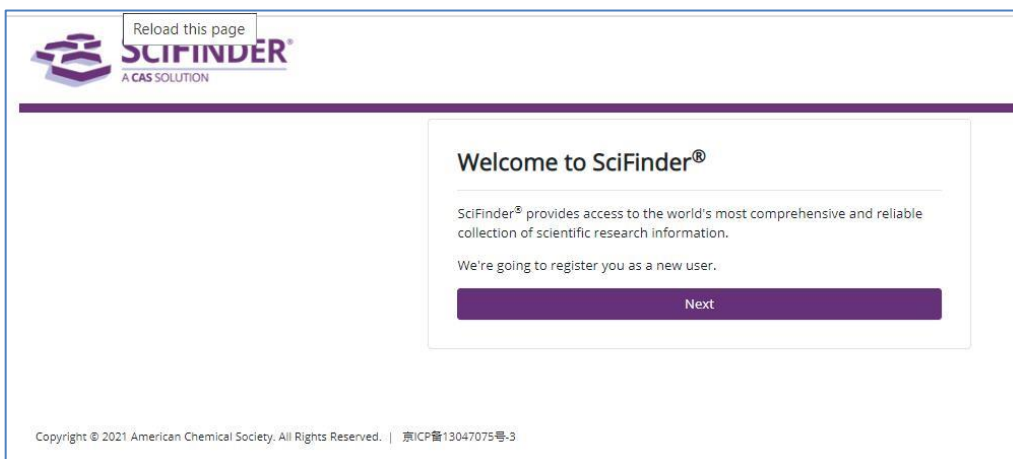 Reload this page
SCIFINDER®
A CAS SOLUTION
Welcome to SciFinder®
SciFinder® provides access to the world's most comprehensive and reliable
collection of scientific research information.
We're going to register you as a new user.
Next
Copyright © 2021 American Chemical Society. All Rights Reserved. | 京ICP备13047075号-3